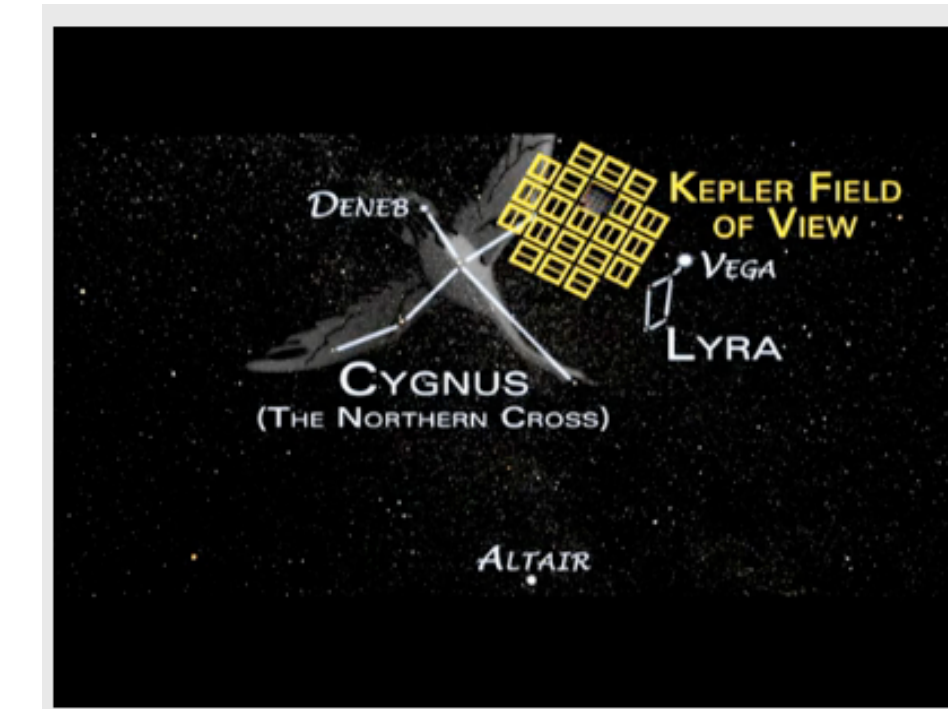 DENEB
KEPLER FIELD
OF VIEW
VEGA
LYRA
CYGNUS
(THE NORTHERN CROSS)
ALTAIR